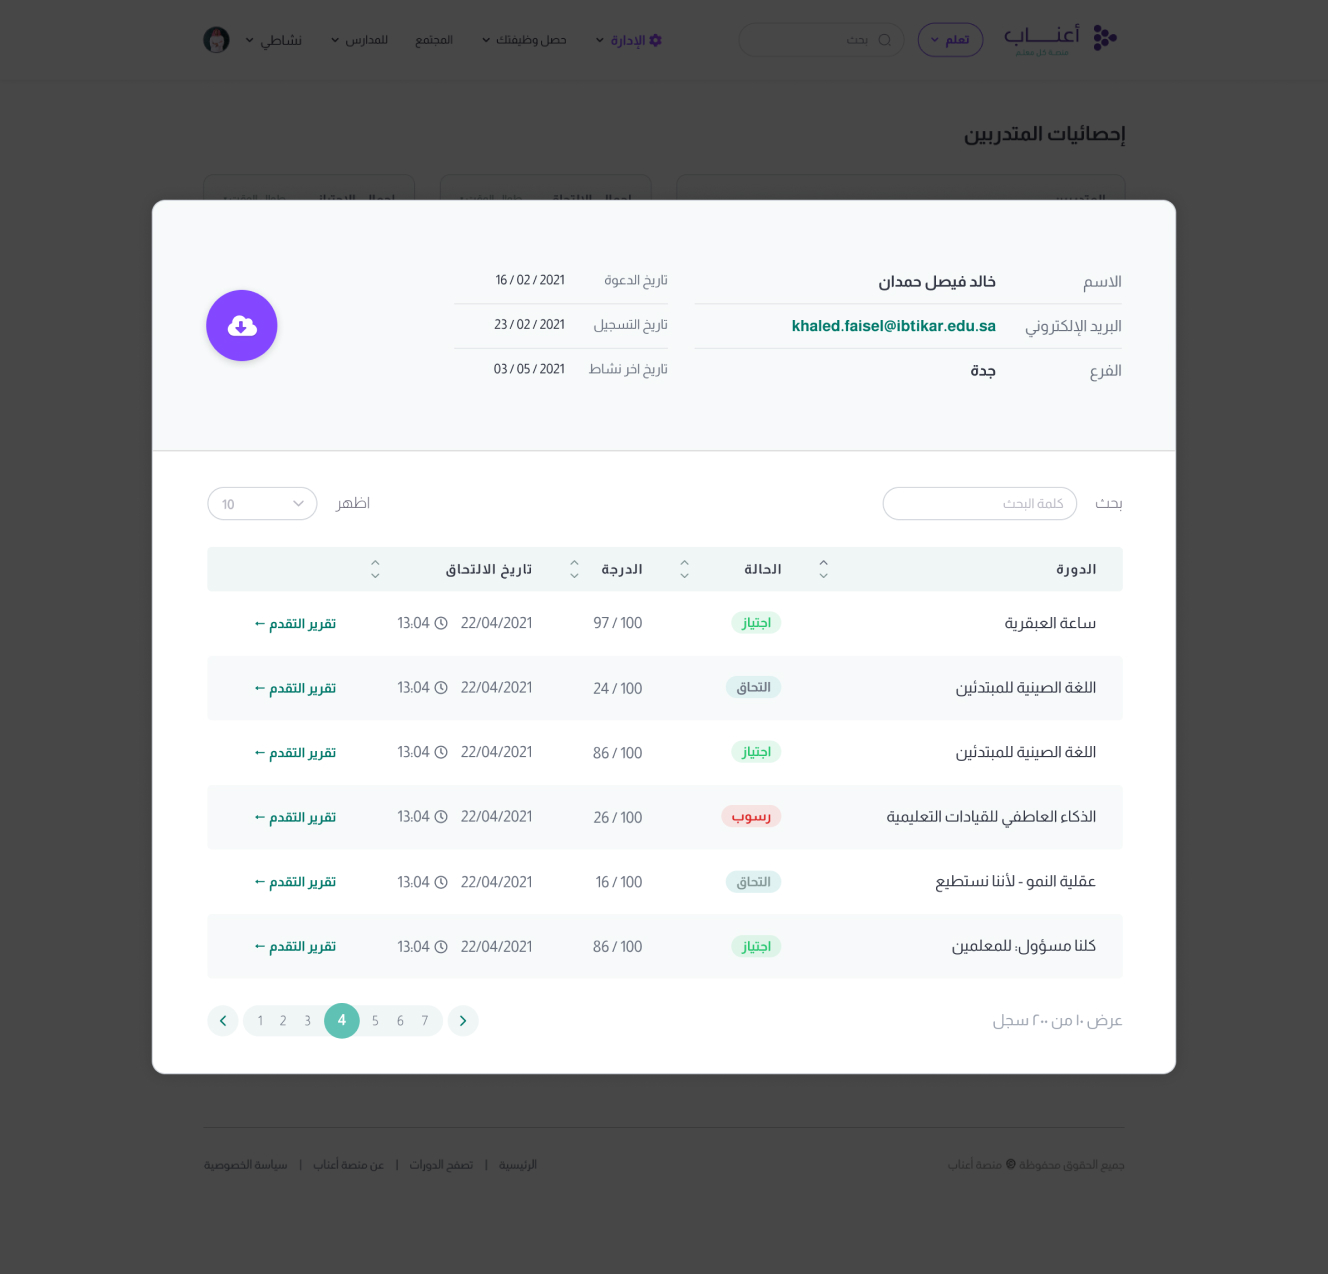 أعناب
منصة كل معلم
تعلم
بحث
الإدارة
حصل وظيفتك
المجتمع
للمدارس
نشاطي
إحصائيات المتدربين
الاسم خالد فيصل حمدان
البريد الإلكتروني khaled.faisel@ibtikar.edu.sa
الفرع جدة
تاريخ الدعوة 16 / 02 / 2021
تاريخ التسجيل 23 / 02 / 2021
تاريخ اخر نشاط 03 / 05 / 2021
بحث كلمة البحث اظهر 10
الدورة الحالة الدرجة تاريخ الالتحاق
ساعة العبقرية اجتياز 97 / 100 22/04/2021 13:04 تقرير التقدم ←
اللغة الصينية للمبتدئين التحاق 24 / 100 22/04/2021 13:04 تقرير التقدم ←
اللغة الصينية للمبتدئين اجتياز 86 / 100 22/04/2021 13:04 تقرير التقدم ←
الذكاء العاطفي للقيادات التعليمية رسوب 26 / 100 22/04/2021 13:04 تقرير التقدم ←
عقلية النمو - لأننا نستطيع التحاق 16 / 100 22/04/2021 13:04 تقرير التقدم ←
كلنا مسؤول: للمعلمين اجتياز 86 / 100 22/04/2021 13:04 تقرير التقدم ←
عرض ١٠ من ٢٠٠ سجل
1 2 3 4 5 6 7
جميع الحقوق محفوظة © منصة أعناب
الرئيسية | تصفح الدورات | عن منصة أعناب | سياسة الخصوصية